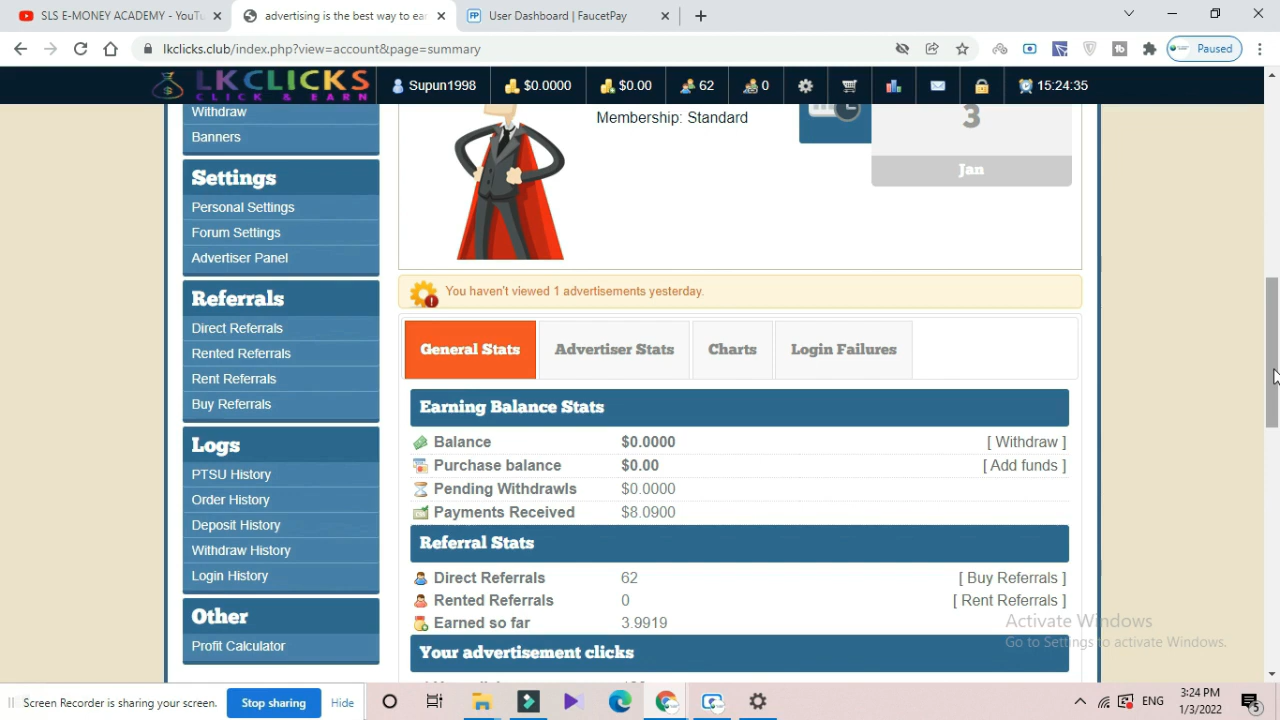 SLS E-MONEY ACADEMY - YouTu
advertising is the best way to ear
User Dashboard | FaucetPay
lkclicks.club/index.php?view=account&page=summary
Paused
LKCLICKS
CLICK & EARN
Supun1998
$0.0000
$0.00
62
0
15:24:35
Withdraw
Banners
Settings
Personal Settings
Forum Settings
Advertiser Panel
Referrals
Direct Referrals
Rented Referrals
Rent Referrals
Buy Referrals
Logs
PTSU History
Order History
Deposit History
Withdraw History
Login History
Other
Profit Calculator
Membership: Standard
3
Jan
You haven't viewed 1 advertisements yesterday.
General Stats
Advertiser Stats
Charts
Login Failures
Earning Balance Stats
Balance $0.0000 [ Withdraw ]
Purchase balance $0.00 [ Add funds ]
Pending Withdrawls $0.0000
Payments Received $8.0900
Referral Stats
Direct Referrals 62 [ Buy Referrals ]
Rented Referrals 0 [ Rent Referrals ]
Earned so far 3.9919
Your advertisement clicks
Activate Windows
Go to Settings to activate Windows.
Screen Recorder is sharing your screen.
Stop sharing
Hide
ENG
3:24 PM
1/3/2022
5